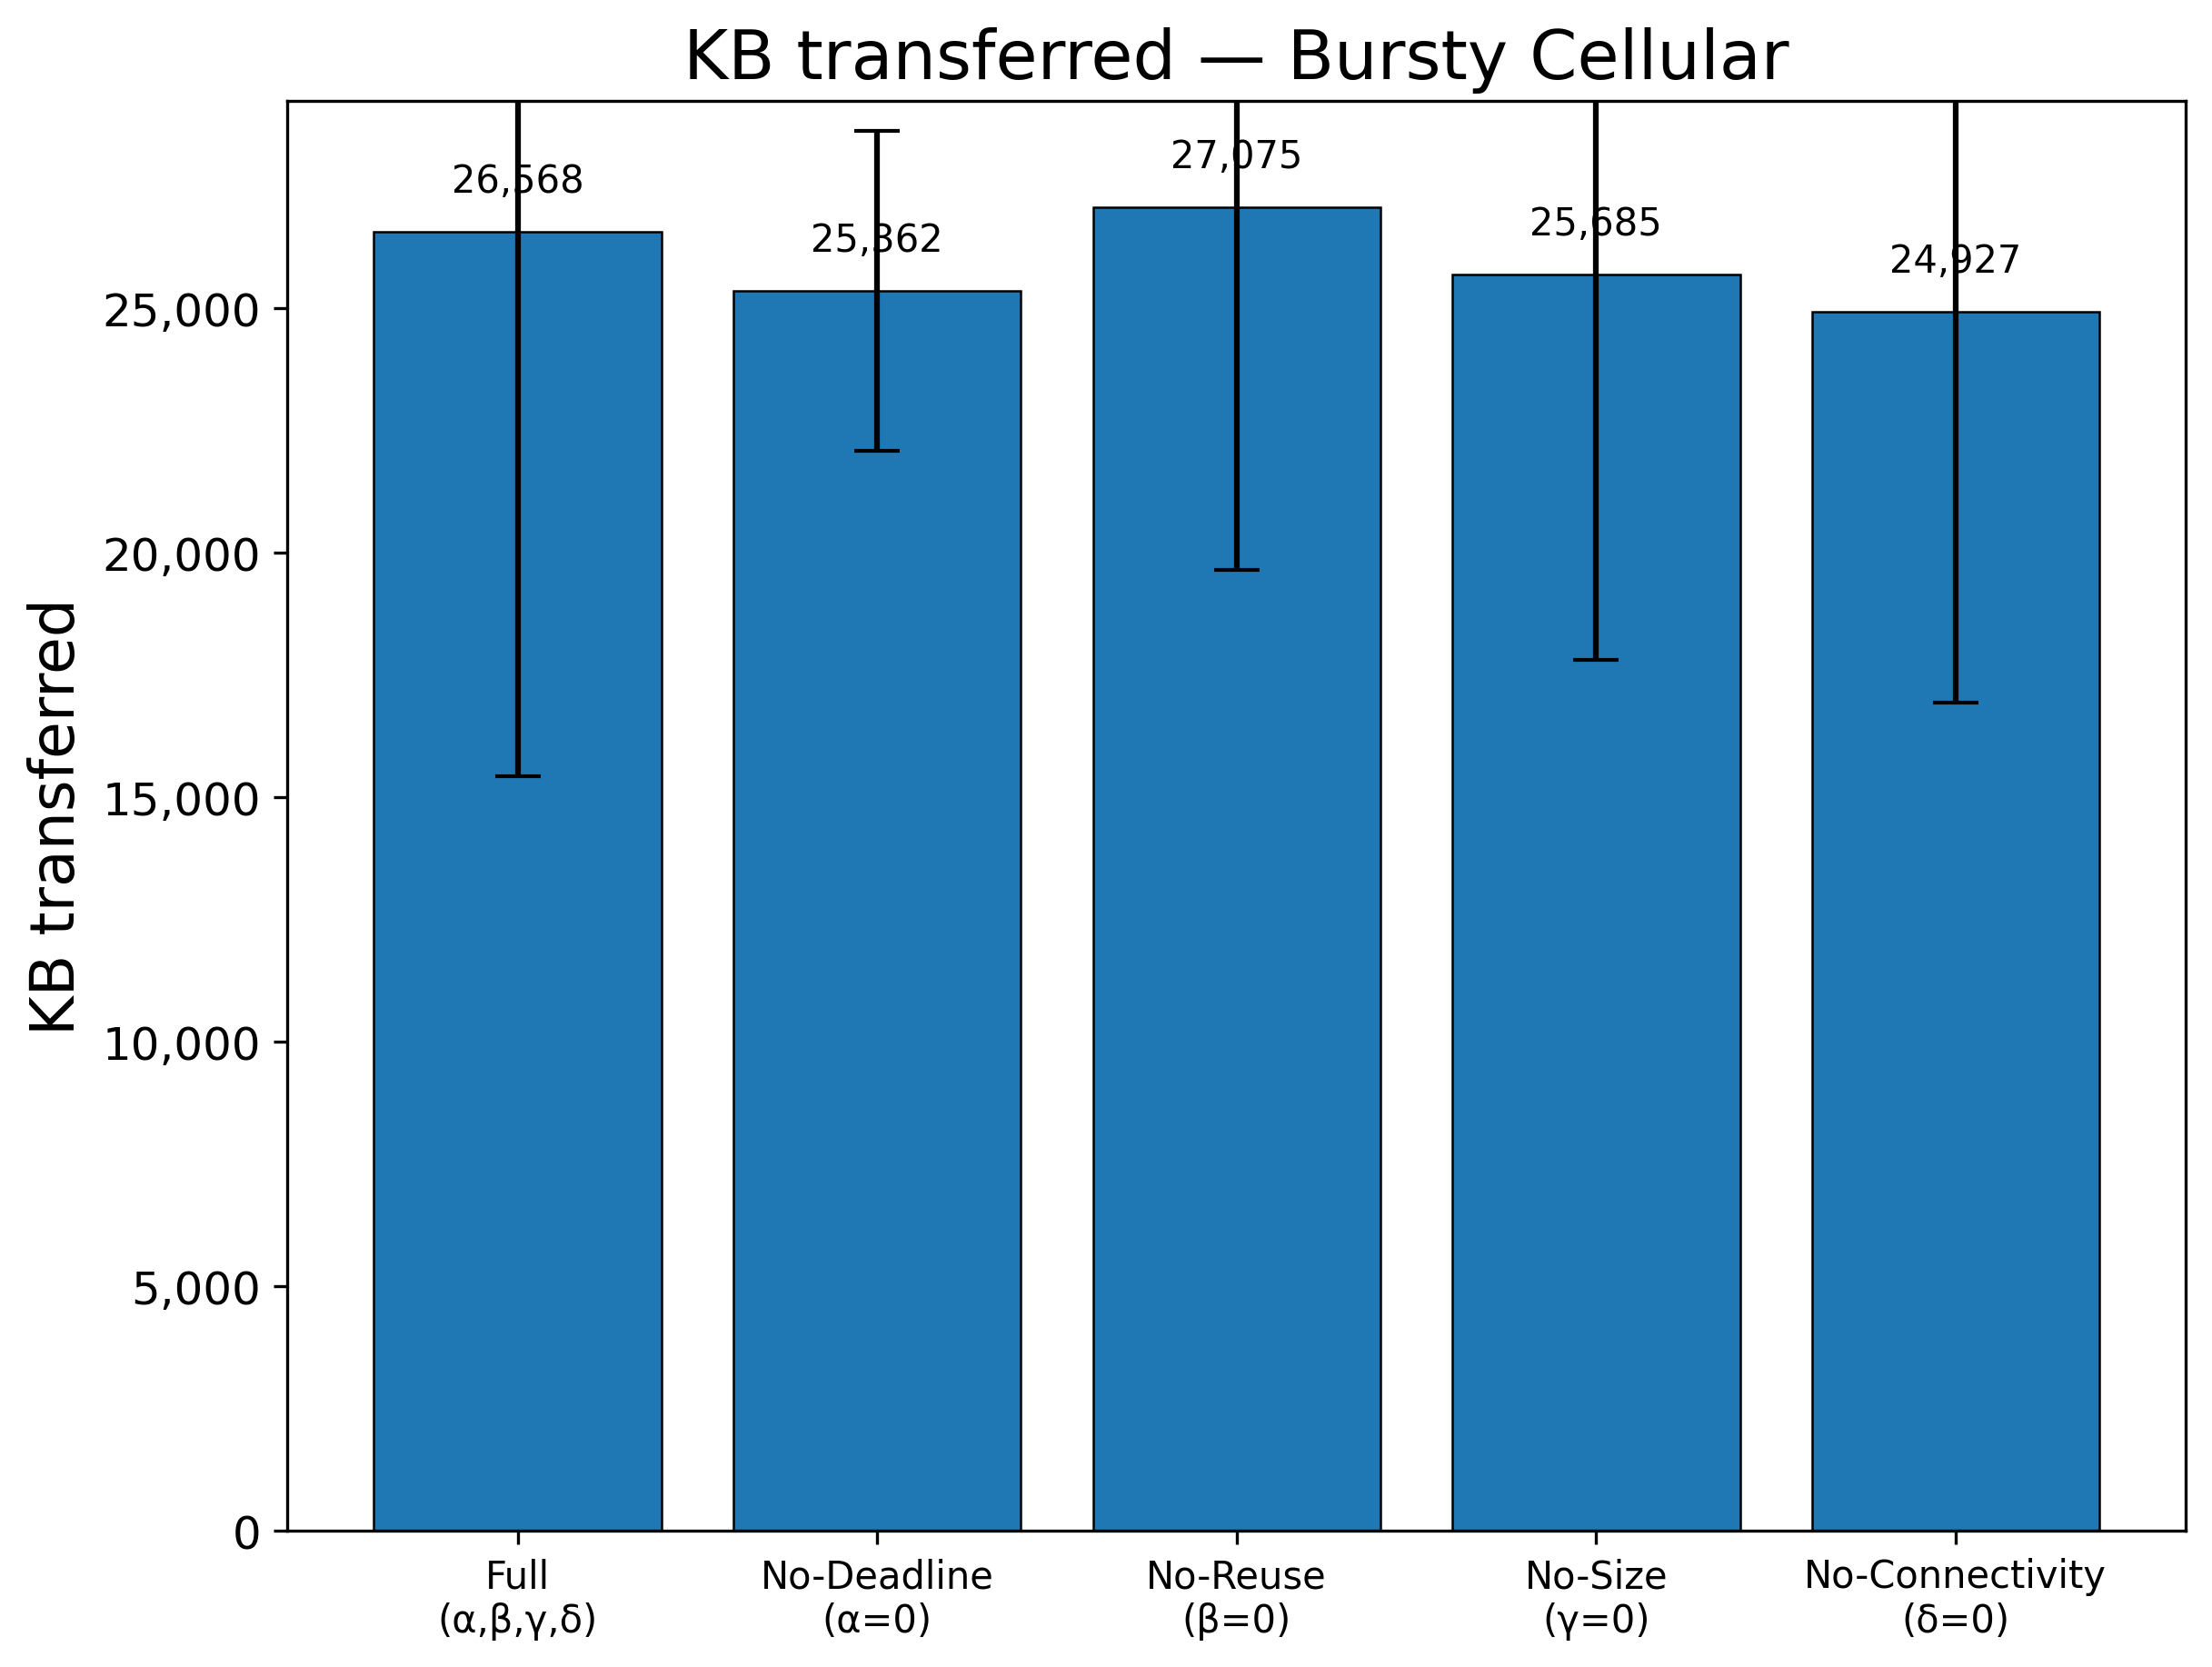 KB transferred — Bursty Cellular
KB transferred
25,000
20,000
15,000
10,000
5,000
0
26,568
25,362
27,075
25,685
24,927
Full
(α,β,γ,δ)
No-Deadline
(α=0)
No-Reuse
(β=0)
No-Size
(γ=0)
No-Connectivity
(δ=0)